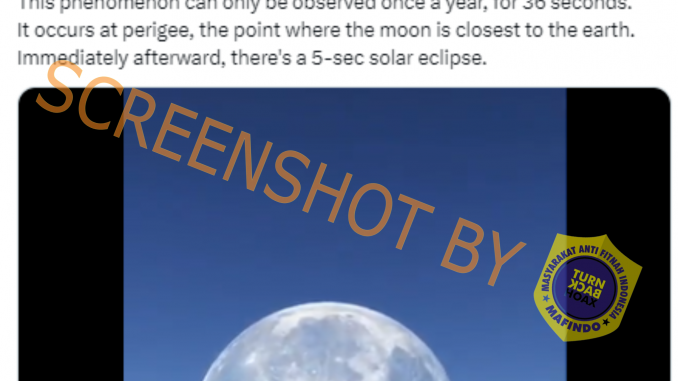 This phenomenon can only be observed once a year, for 36 seconds.
It occurs at perigee, the point where the moon is closest to the earth.
Immediately afterward, there's a 5-sec solar eclipse.
SCREENSHOT BY
MASYARAKAT ANTI FITNAH INDONESIA
TURN
BACK
HOAX
MAFINDO